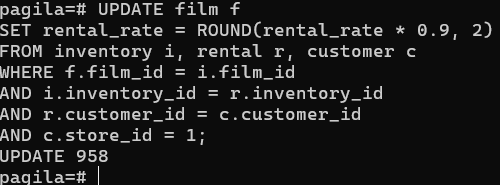 pagila=# UPDATE film f
SET rental_rate = ROUND(rental_rate * 0.9, 2)
FROM inventory i, rental r, customer c
WHERE f.film_id = i.film_id
AND i.inventory_id = r.inventory_id
AND r.customer_id = c.customer_id
AND c.store_id = 1;
UPDATE 958
pagila=#